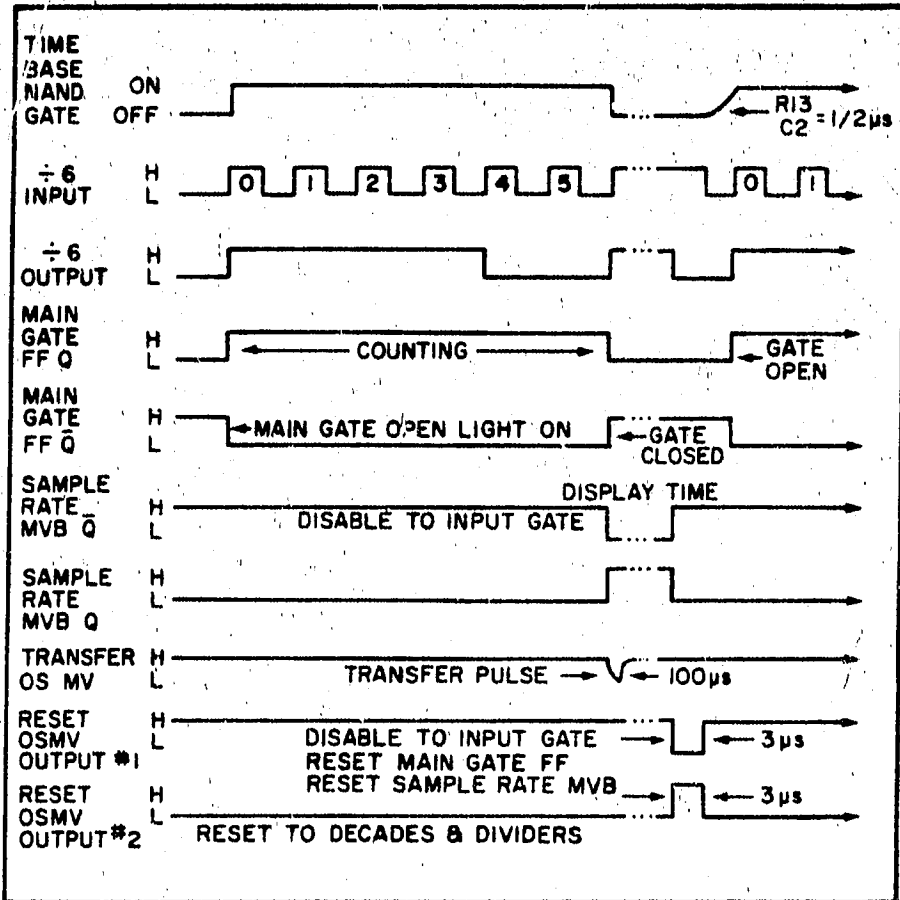 TIME
BASE
NAND ON
GATE OFF
R13
C2 = 1/2 µs
÷6 H
INPUT L
0 1 2 3 4 5 0 1
÷6 H
OUTPUT L
MAIN
GATE H
FF Q L
COUNTING
GATE
OPEN
MAIN
GATE H
FF Q̄ L
MAIN GATE OPEN LIGHT ON
GATE
CLOSED
SAMPLE
RATE H
MVB Q̄ L
DISPLAY TIME
DISABLE TO INPUT GATE
SAMPLE H
RATE L
MVB Q
TRANSFER H
OS MV L
TRANSFER PULSE
100µs
RESET H
OSMV L
OUTPUT #1
DISABLE TO INPUT GATE
3µs
RESET MAIN GATE FF
RESET SAMPLE RATE MVB
RESET H
OSMV L
OUTPUT #2
3µs
RESET TO DECADES & DIVIDERS